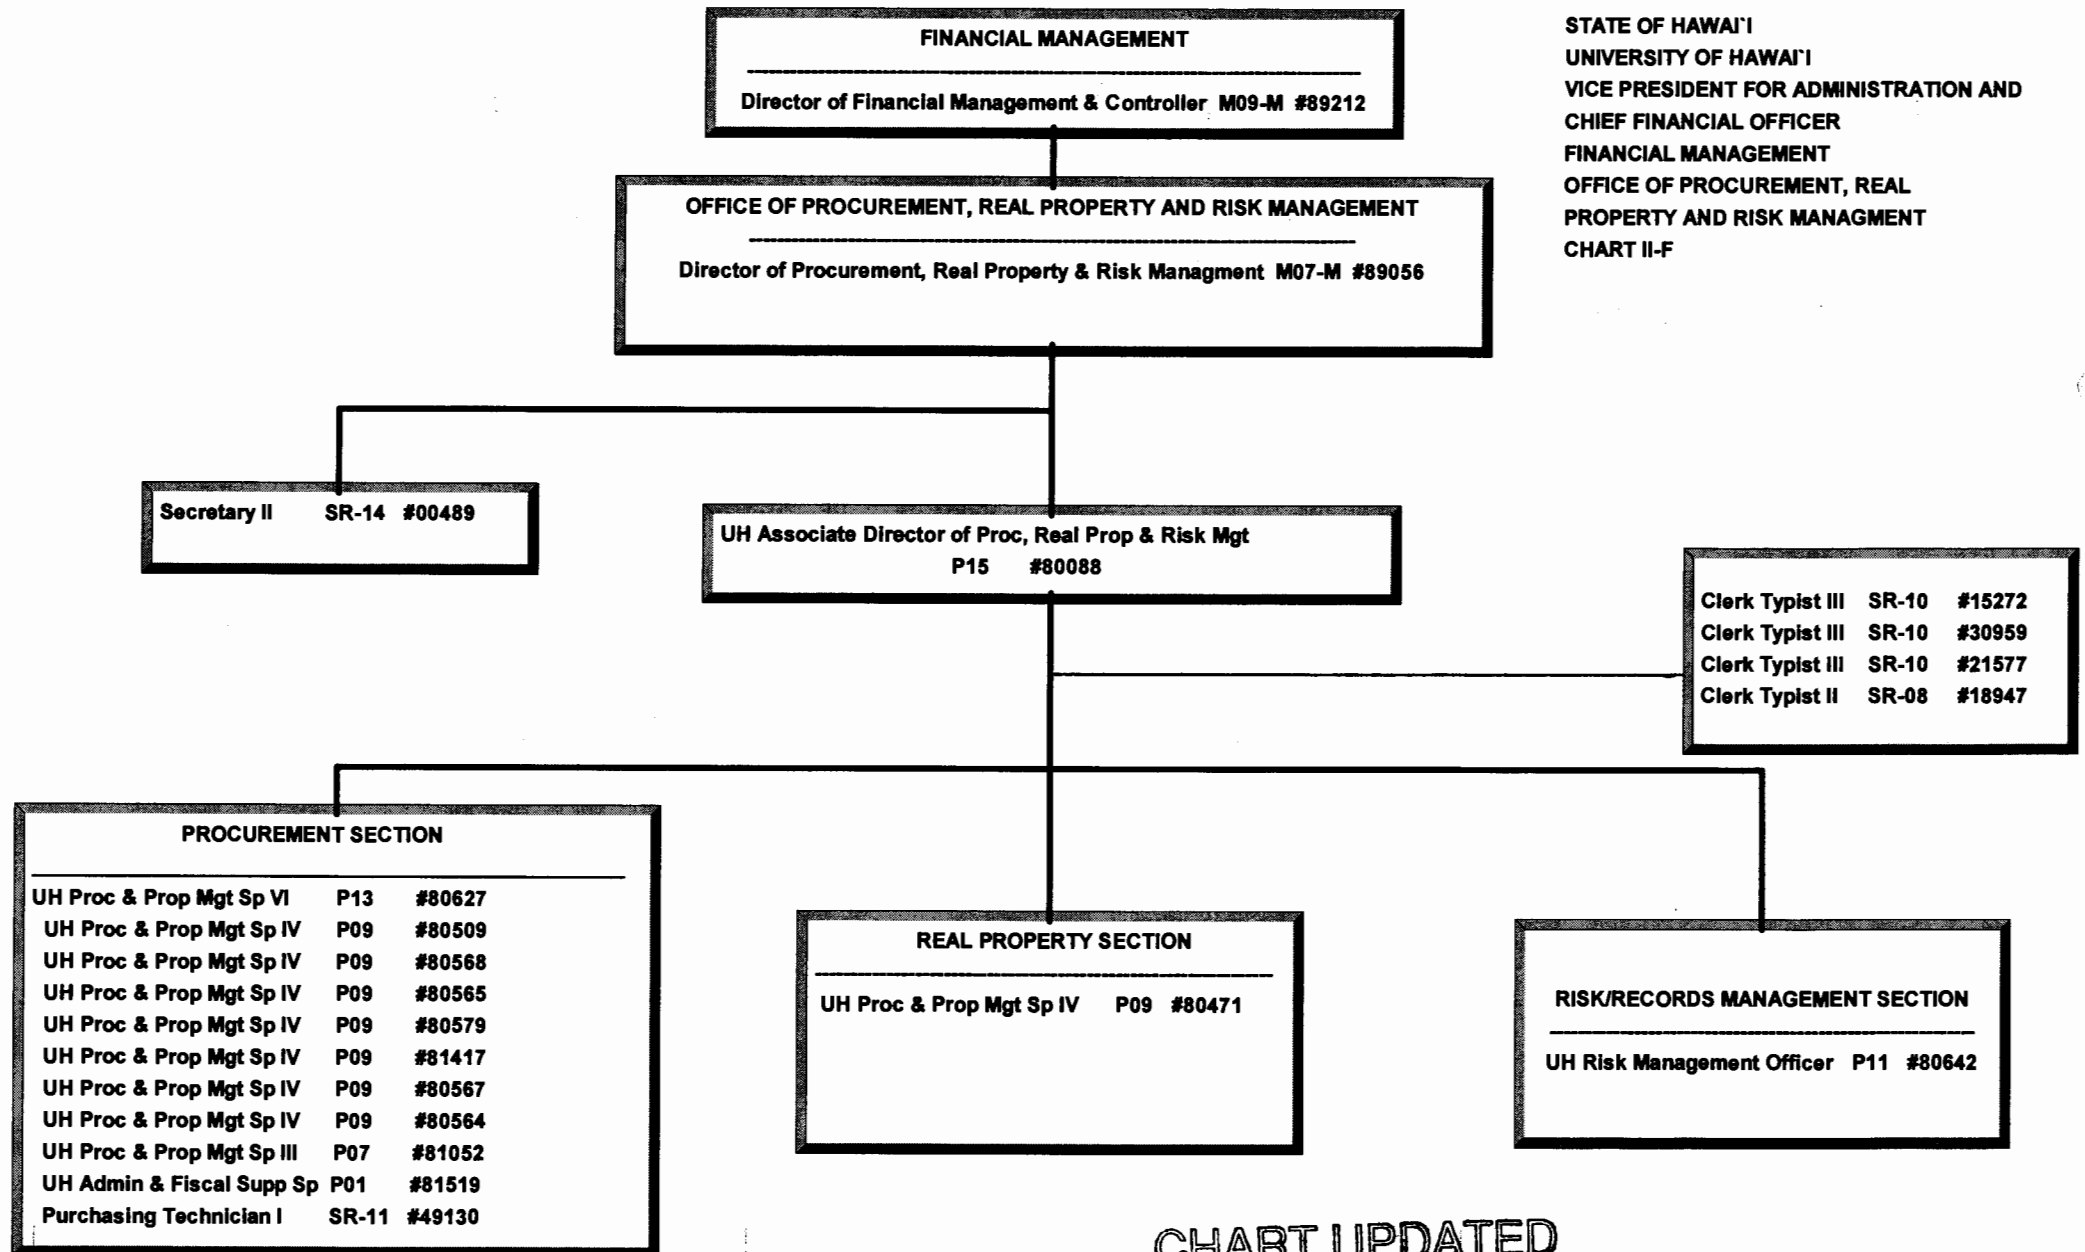 FINANCIAL MANAGEMENT
Director of Financial Management & Controller M09-M #89212
STATE OF HAWAI`I
UNIVERSITY OF HAWAI`I
VICE PRESIDENT FOR ADMINISTRATION AND
CHIEF FINANCIAL OFFICER
FINANCIAL MANAGEMENT
OFFICE OF PROCUREMENT, REAL
PROPERTY AND RISK MANAGMENT
CHART II-F
OFFICE OF PROCUREMENT, REAL PROPERTY AND RISK MANAGEMENT
Director of Procurement, Real Property & Risk Managment M07-M #89056
Secretary II SR-14 #00489
UH Associate Director of Proc, Real Prop & Risk Mgt
P15 #80088
Clerk Typist III SR-10 #15272
Clerk Typist III SR-10 #30959
Clerk Typist III SR-10 #21577
Clerk Typist II SR-08 #18947
PROCUREMENT SECTION
UH Proc & Prop Mgt Sp VI P13 #80627
UH Proc & Prop Mgt Sp IV P09 #80509
UH Proc & Prop Mgt Sp IV P09 #80568
UH Proc & Prop Mgt Sp IV P09 #80565
UH Proc & Prop Mgt Sp IV P09 #80579
UH Proc & Prop Mgt Sp IV P09 #81417
UH Proc & Prop Mgt Sp IV P09 #80567
UH Proc & Prop Mgt Sp IV P09 #80564
UH Proc & Prop Mgt Sp III P07 #81052
UH Admin & Fiscal Supp Sp P01 #81519
Purchasing Technician I SR-11 #49130
REAL PROPERTY SECTION
UH Proc & Prop Mgt Sp IV P09 #80471
RISK/RECORDS MANAGEMENT SECTION
UH Risk Management Officer P11 #80642
CHART UPDATED